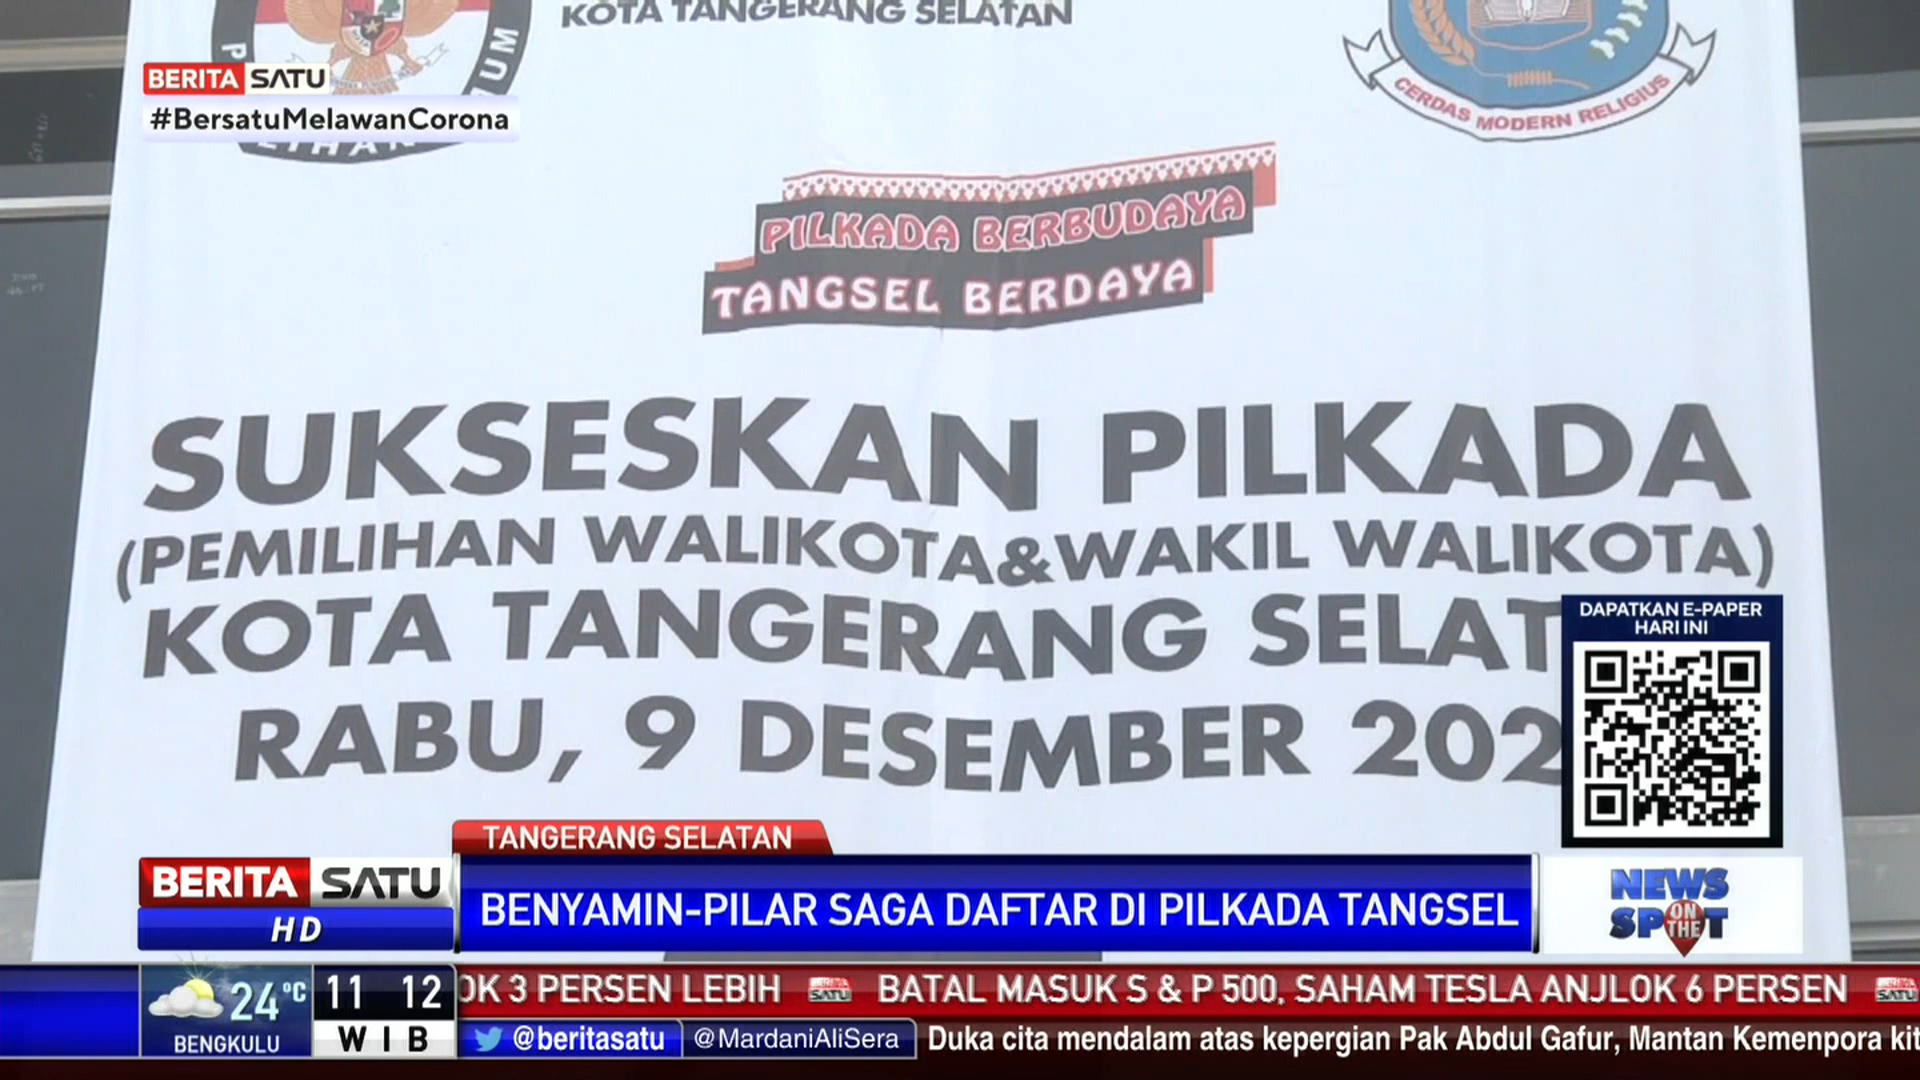 KOTA TANGERANG SELATAN
BERITA SATU
#BersatuMelawanCorona
CERDAS MODERN RELIGIUS
PILKADA BERBUDAYA
TANGSEL BERDAYA
SUKSESKAN PILKADA
(PEMILIHAN WALIKOTA&WAKIL WALIKOTA)
KOTA TANGERANG SELAT
RABU, 9 DESEMBER 202
DAPATKAN E-PAPER
HARI INI
TANGERANG SELATAN
BERITA SATU
HD
BENYAMIN-PILAR SAGA DAFTAR DI PILKADA TANGSEL
NEWS
ON THE
SPOT
24°C
BENGKULU
11 12
WIB
OK 3 PERSEN LEBIH BERITA SATU BATAL MASUK S & P 500, SAHAM TESLA ANJLOK 6 PERSEN BERITA SATU
@beritasatu @MardaniAliSera Duka cita mendalam atas kepergian Pak Abdul Gafur, Mantan Kemenpora kit